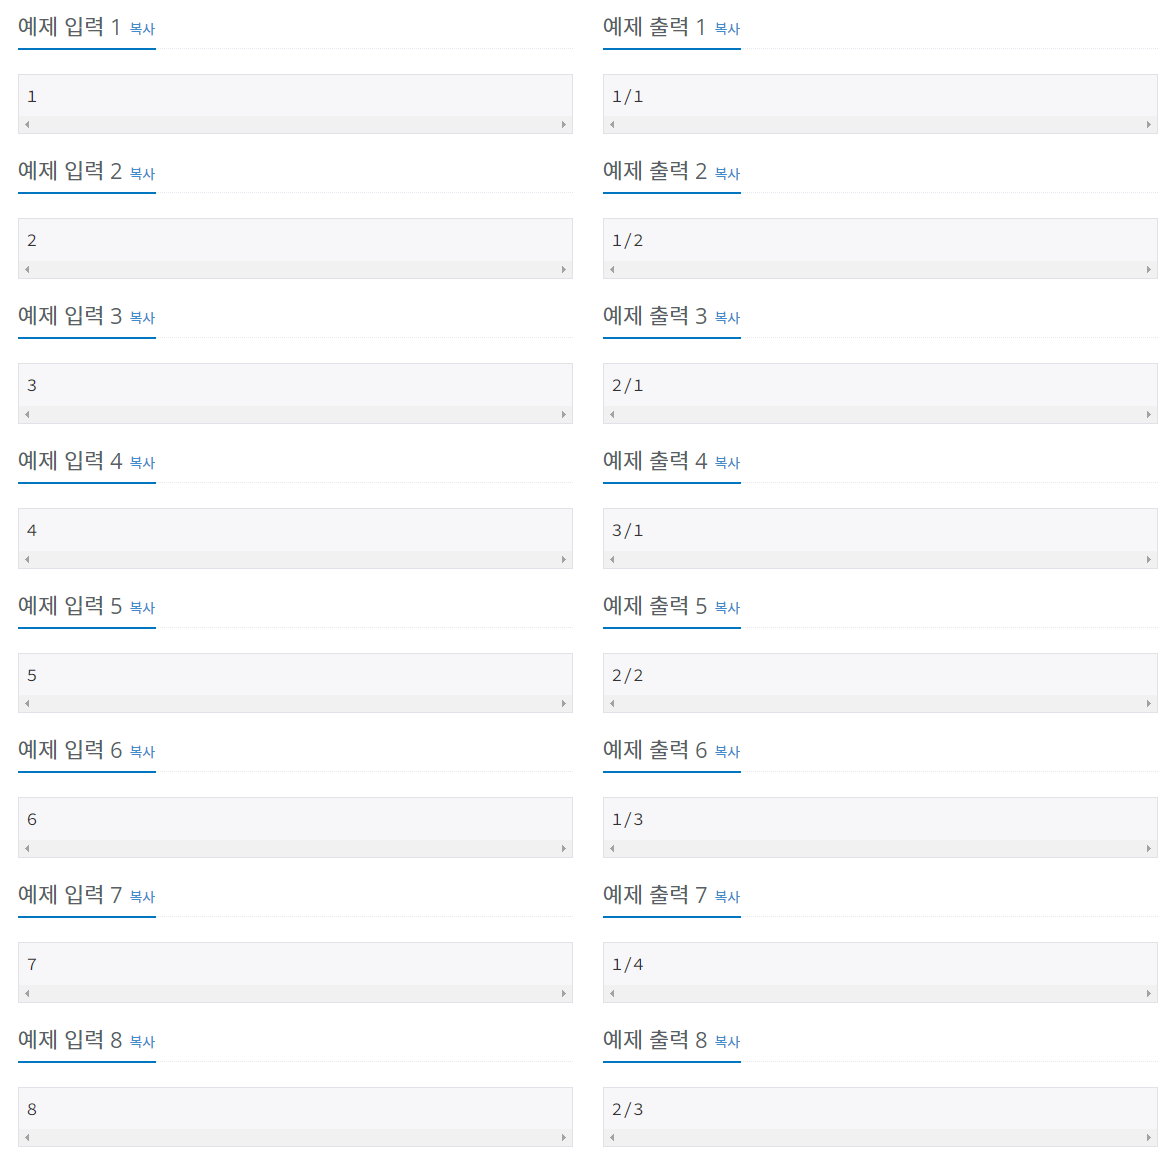 예제 입력 1 복사
예제 출력 1 복사
1
1/1
예제 입력 2 복사
예제 출력 2 복사
2
1/2
예제 입력 3 복사
예제 출력 3 복사
3
2/1
예제 입력 4 복사
예제 출력 4 복사
4
3/1
예제 입력 5 복사
예제 출력 5 복사
5
2/2
예제 입력 6 복사
예제 출력 6 복사
6
1/3
예제 입력 7 복사
예제 출력 7 복사
7
1/4
예제 입력 8 복사
예제 출력 8 복사
8
2/3